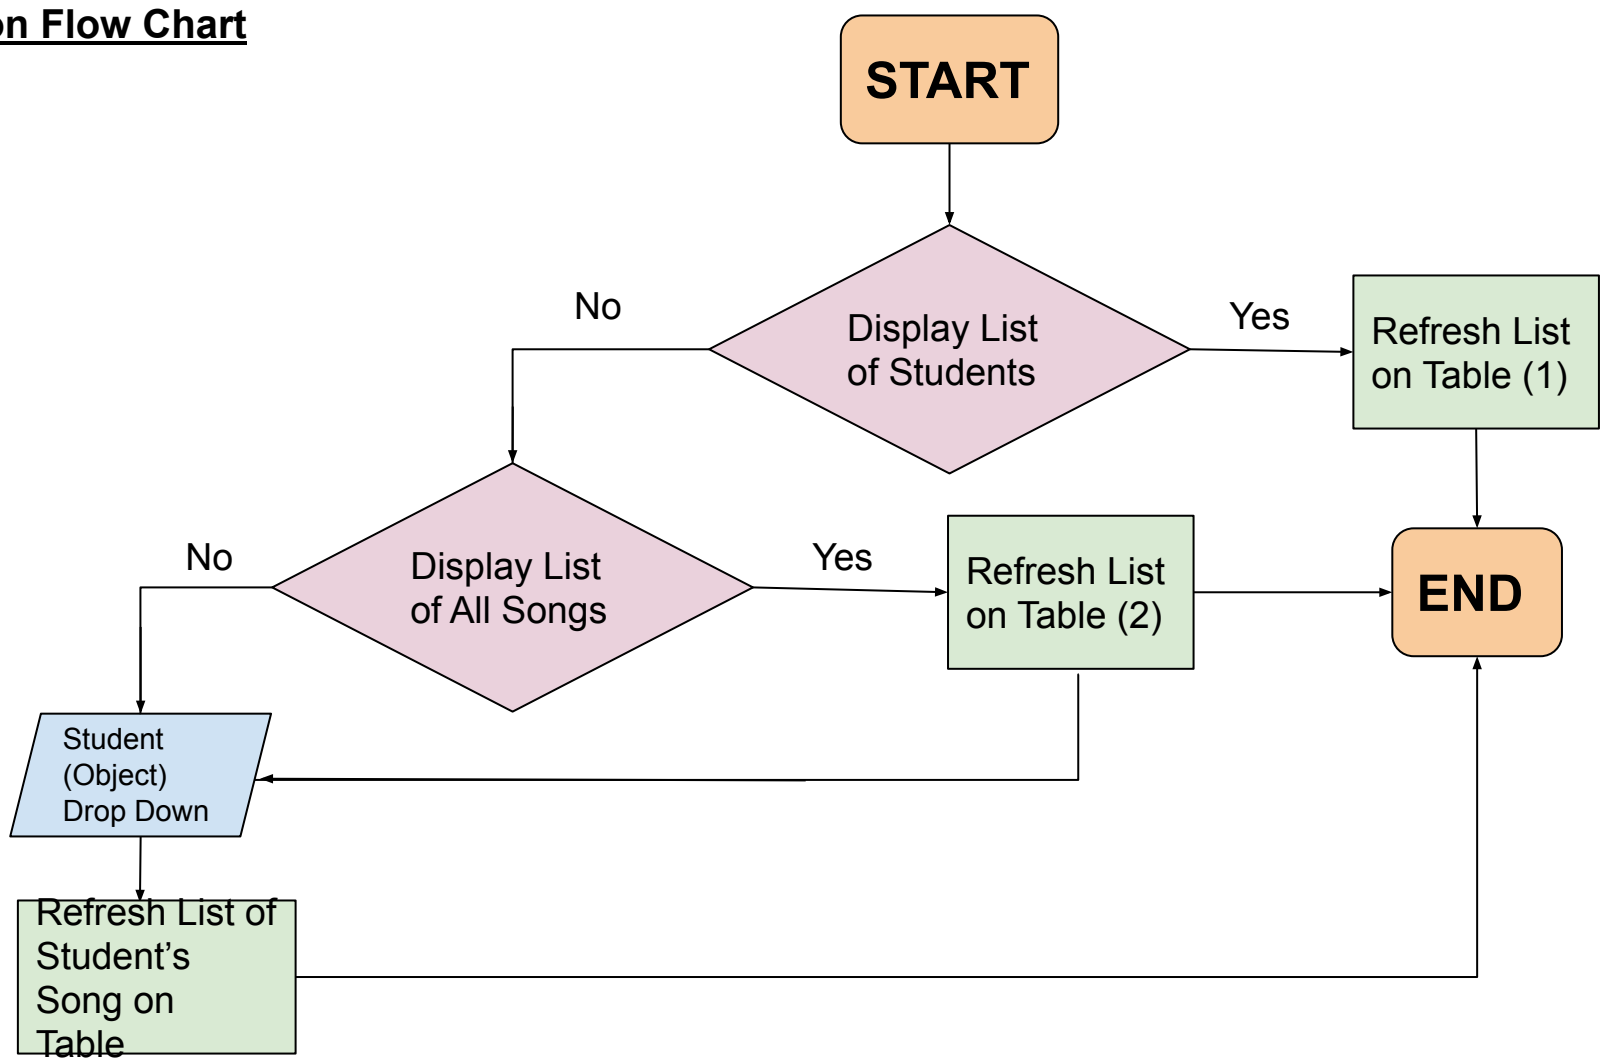 on Flow Chart
START
No
Display List
of Students
Yes
Refresh List
on Table (1)
No
Display List
of All Songs
Yes
Refresh List
on Table (2)
END
Student
(Object)
Drop Down
Refresh List of
Student’s
Song on
Table